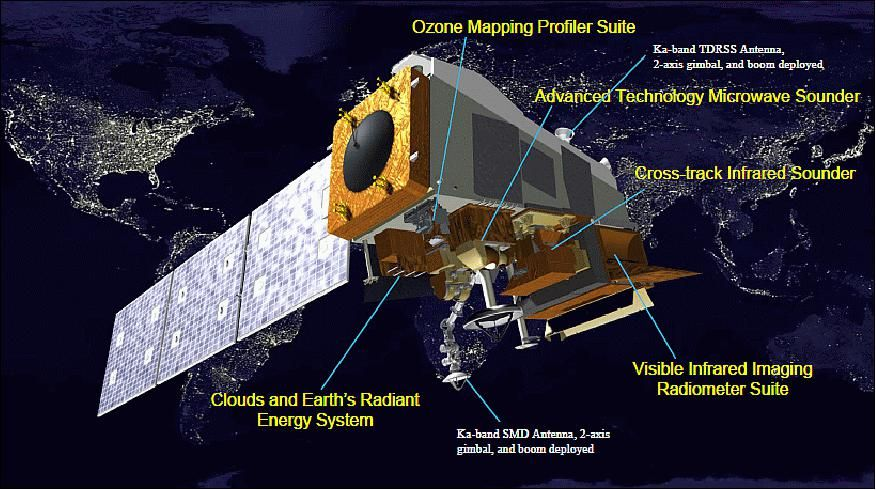 Ozone Mapping Profiler Suite
Ka-band TDRSS Antenna,
2-axis gimbal, and boom deployed,
Advanced Technology Microwave Sounder
Cross-track Infrared Sounder
Visible Infrared Imaging
Radiometer Suite
Clouds and Earth's Radiant
Energy System
Ka-band SMD Antenna, 2-axis
gimbal, and boom deployed